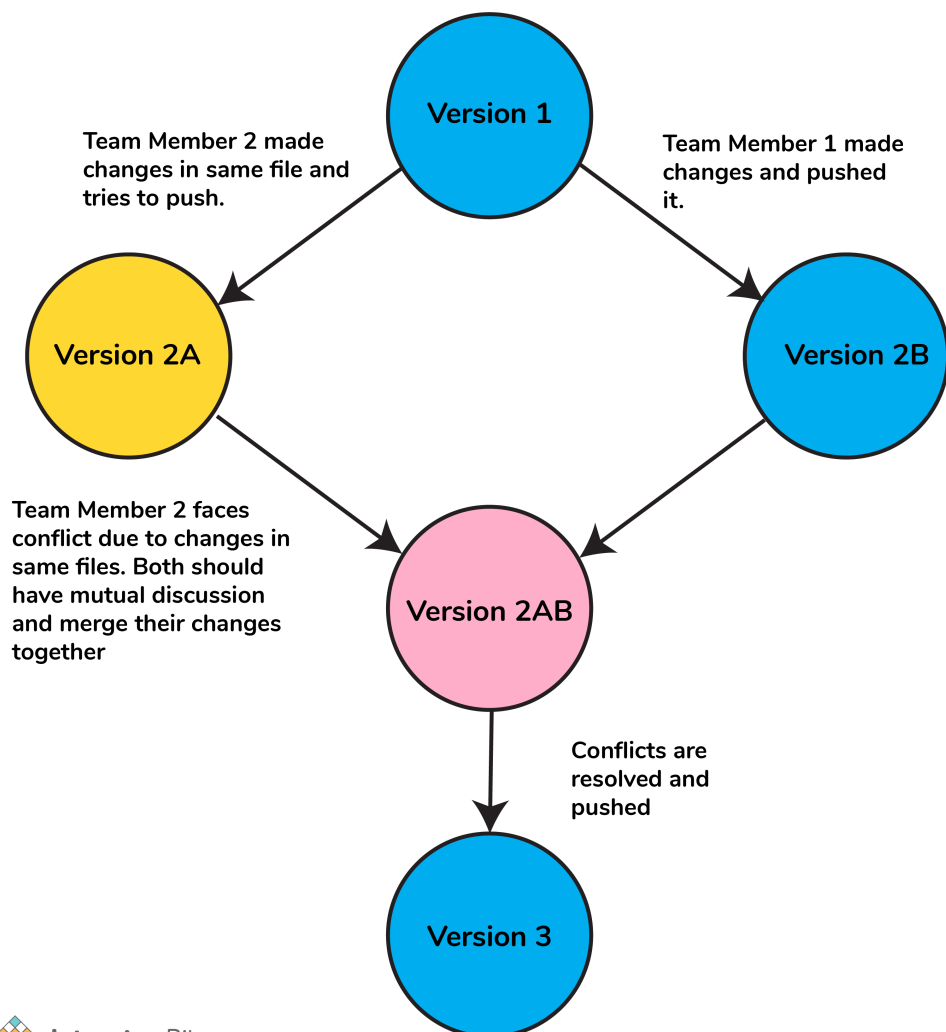 Version 1
Team Member 2 made
changes in same file and
tries to push.
Team Member 1 made
changes and pushed
it.
Version 2A
Version 2B
Team Member 2 faces
conflict due to changes in
same files. Both should
have mutual discussion
and merge their changes
together
Version 2AB
Conflicts are
resolved and
pushed
Version 3